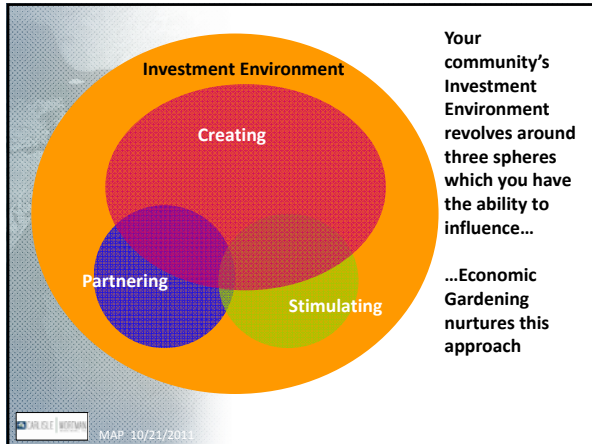 Investment Environment
Creating
Partnering
Stimulating
Your
community’s
Investment
Environment
revolves around
three spheres
which you have
the ability to
influence…
…Economic
Gardening
nurtures this
approach
CARLISLE | WORTMAN
MAP 10/21/2011